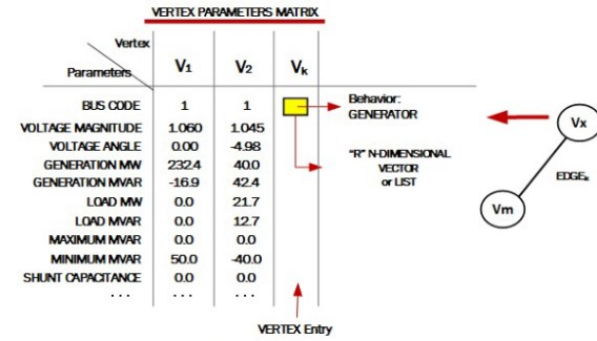 VERTEX PARAMETERS MATRIX
Vertex
Parameters V1 V2 Vk
BUS CODE 1 1
Behavior:
GENERATOR
VOLTAGE MAGNITUDE 1.060 1.045
VOLTAGE ANGLE 0.00 -4.98
GENERATION MW 232.4 40.0
GENERATION MVAR -16.9 42.4
LOAD MW 0.0 21.7
LOAD MVAR 0.0 12.7
MAXIMUM MVAR 0.0 0.0
MINIMUM MVAR 50.0 -40.0
SHUNT CAPACITANCE 0.0 0.0
... ... ...
"R" N-DIMENSIONAL
VECTOR
or LIST
VERTEX Entry
Vx
EDGEk
Vm